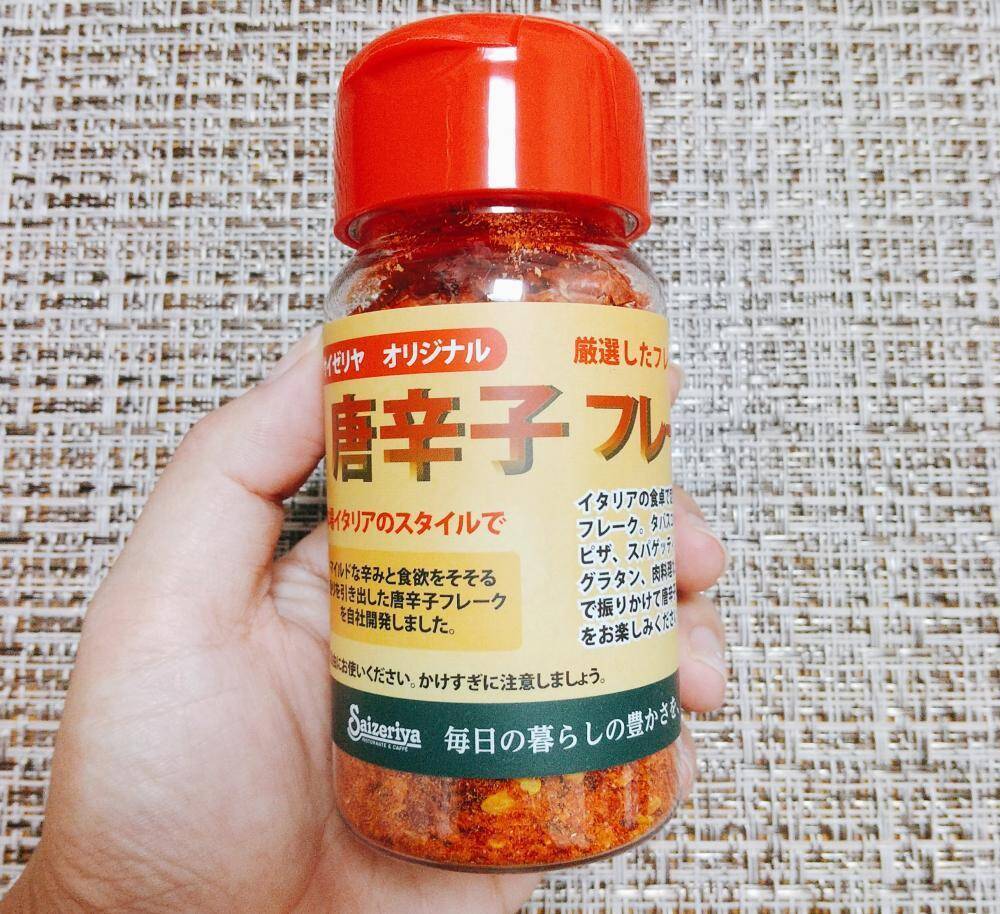 イゼリヤ オリジナル
厳選したフレ
唐辛子 フレー
イタリアのスタイルで
イタリアの食卓で
フレーク。タバスコ
ピザ、スパゲッティ
グラタン、肉料理
で振りかけて唐辛
をお楽しみくださ
イルドな辛みと食欲をそそる
を引き出した唐辛子フレーク
を自社開発しました。
にお使いください。かけすぎに注意しましょう。
Saizeriya
RISTORANTE E CAFFÈ
毎日の暮らしの豊かさを